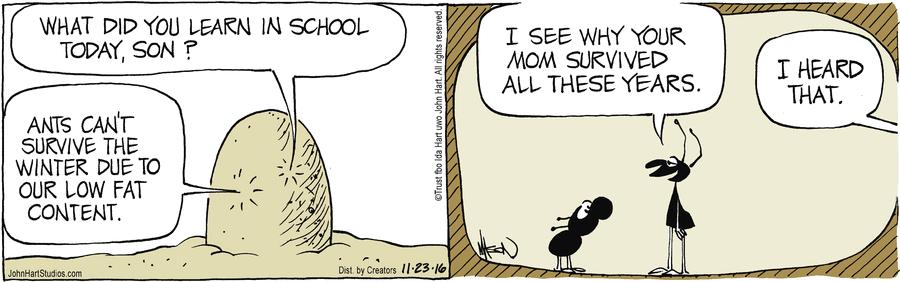 WHAT DID YOU LEARN IN SCHOOL
TODAY, SON ?
ANTS CAN'T
SURVIVE THE
WINTER DUE TO
OUR LOW FAT
CONTENT.
JohnHartStudios.com
Dist. by Creators 11·23·16
©Trust fbo Ida Hart uwo John Hart. All rights reserved.
I SEE WHY YOUR
MOM SURVIVED
ALL THESE YEARS.
I HEARD
THAT.